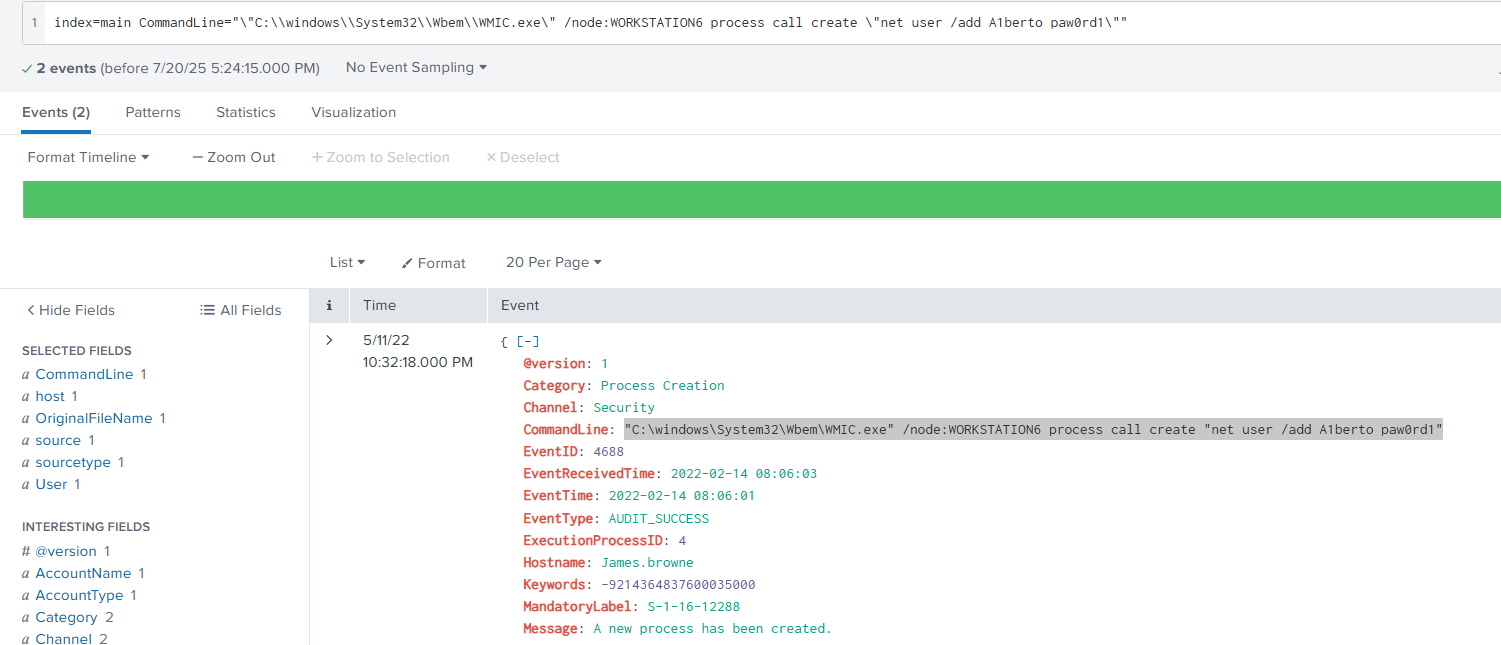 1 index=main CommandLine="\"C:\\windows\\System32\\Wbem\\WMIC.exe\" /node:WORKSTATION6 process call create \"net user /add A1berto paw0rd1\""
✓ 2 events (before 7/20/25 5:24:15.000 PM) No Event Sampling
Events (2) Patterns Statistics Visualization
Format Timeline — Zoom Out + Zoom to Selection × Deselect
List Format 20 Per Page
< Hide Fields All Fields
i Time Event
SELECTED FIELDS
a CommandLine 1
a host 1
a OriginalFileName 1
a source 1
a sourcetype 1
a User 1
INTERESTING FIELDS
# @version 1
a AccountName 1
a AccountType 1
a Category 2
a Channel 2
> 5/11/22
10:32:18.000 PM
{ [-]
@version: 1
Category: Process Creation
Channel: Security
CommandLine: "C:\windows\System32\Wbem\WMIC.exe" /node:WORKSTATION6 process call create "net user /add A1berto paw0rd1"
EventID: 4688
EventReceivedTime: 2022-02-14 08:06:03
EventTime: 2022-02-14 08:06:01
EventType: AUDIT_SUCCESS
ExecutionProcessID: 4
Hostname: James.browne
Keywords: -9214364837600035000
MandatoryLabel: S-1-16-12288
Message: A new process has been created.